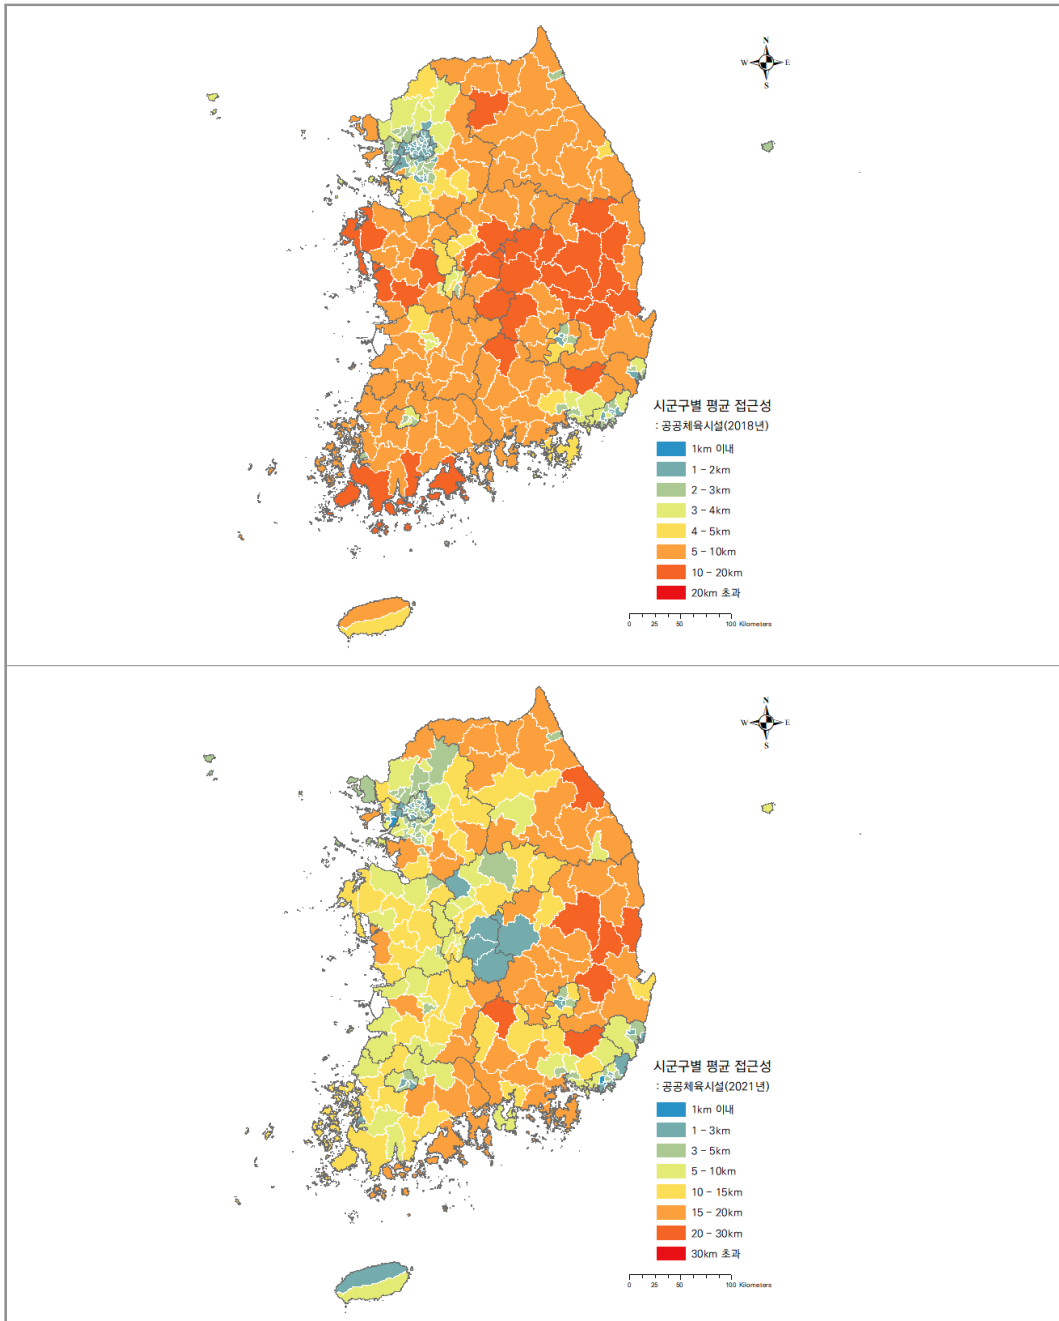 N
W E
S
시군구별 평균 접근성
: 공공체육시설(2018년)
1km 이내
1 – 2km
2 – 3km
3 – 4km
4 – 5km
5 – 10km
10 – 20km
20km 초과
0 25 50 100 Kilometers
N
W E
S
시군구별 평균 접근성
: 공공체육시설(2021년)
1km 이내
1 – 3km
3 – 5km
5 – 10km
10 – 15km
15 – 20km
20 – 30km
30km 초과
0 25 50 100 Kilometers